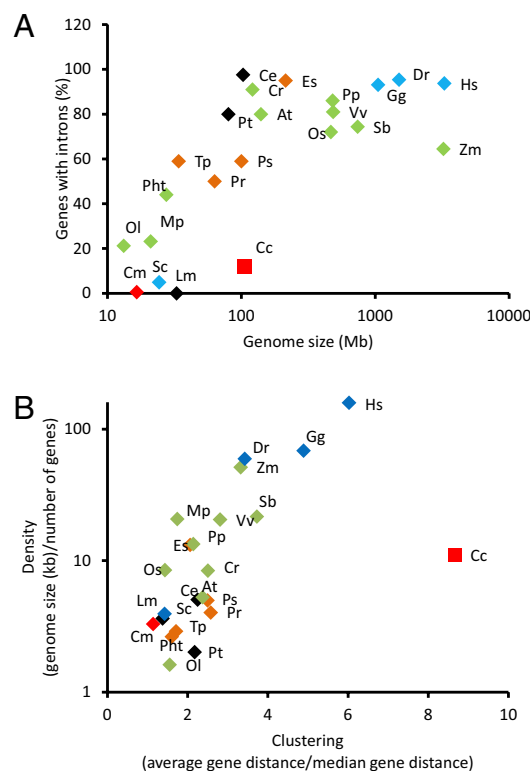 A
Genes with introns (%)
120
100
80
60
40
20
0
10
100
1000
10000
Genome size (Mb)
Ce
Cr
Es
Pt
At
Pp
Vv
Os
Sb
Gg
Dr
Hs
Zm
Tp
Ps
Pr
Pht
Ol
Mp
Cc
Cm
Sc
Lm
B
Density
(genome size (kb)/number of genes)
100
10
1
0
2
4
6
8
10
Clustering
(average gene distance/median gene distance)
Hs
Gg
Dr
Zm
Mp
Vv
Sb
Es
Pp
Cc
Os
Cr
Ce
At
Ps
Lm
Sc
Pr
Cm
Tp
Pht
Pt
Ol